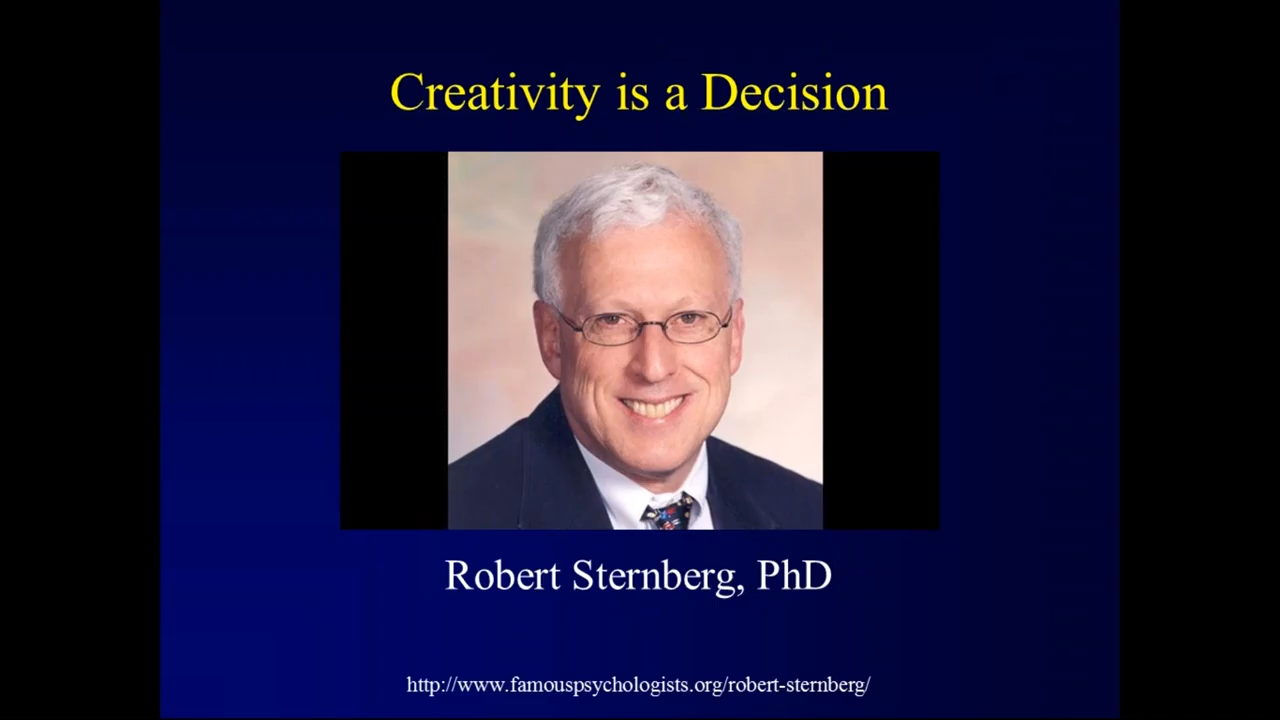 Creativity is a Decision
Robert Sternberg, PhD
http://www.famouspsychologists.org/robert-sternberg/